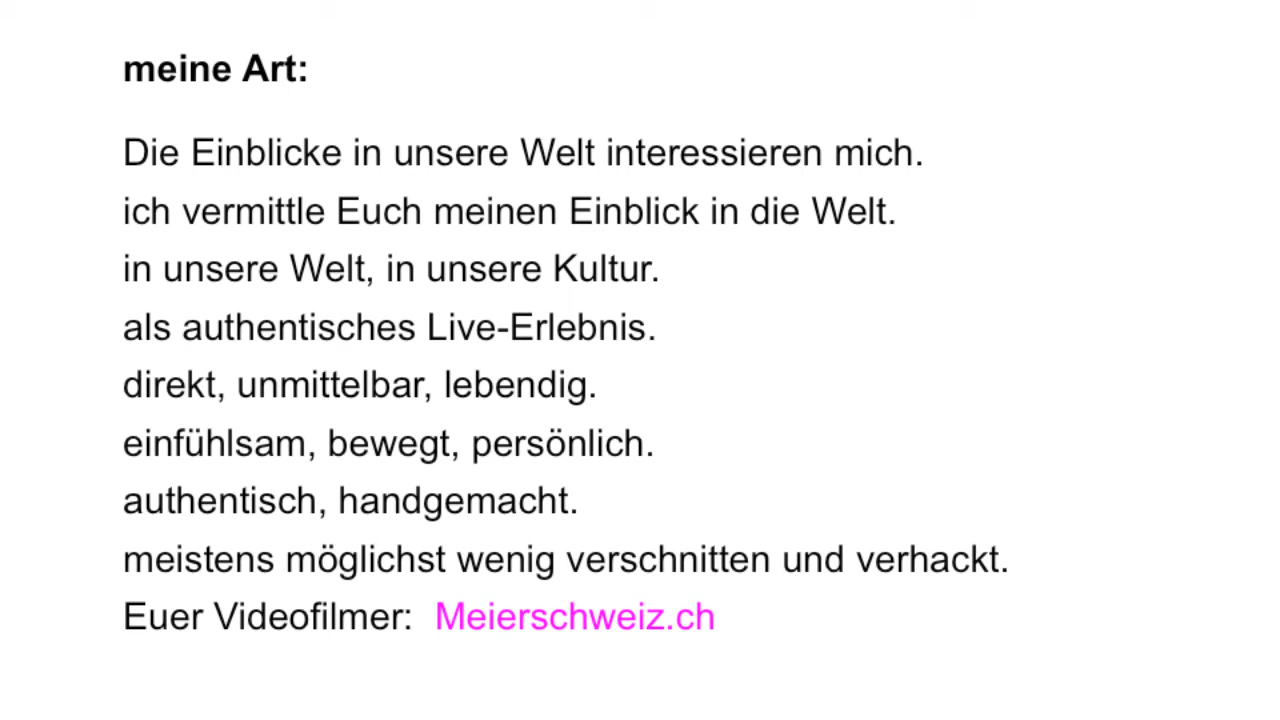 meine Art:
Die Einblicke in unsere Welt interessieren mich.
ich vermittle Euch meinen Einblick in die Welt.
in unsere Welt, in unsere Kultur.
als authentisches Live-Erlebnis.
direkt, unmittelbar, lebendig.
einfühlsam, bewegt, persönlich.
authentisch, handgemacht.
meistens möglichst wenig verschnitten und verhackt.
Euer Videofilmer: Meierschweiz.ch